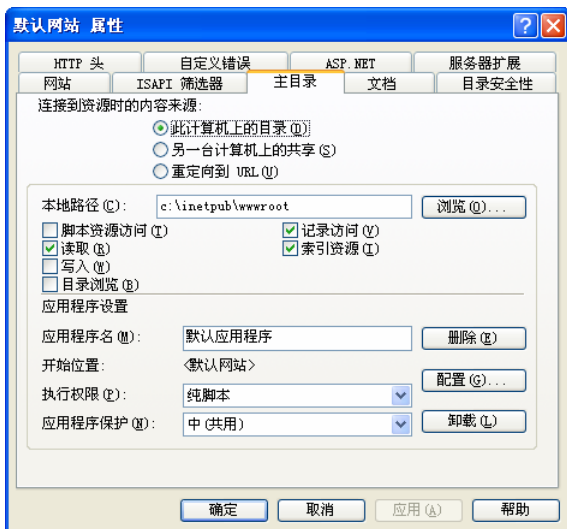 默认网站 属性
HTTP 头 自定义错误 ASP.NET 服务器扩展
网站 ISAPI 筛选器 主目录 文档 目录安全性
连接到资源时的内容来源:
此计算机上的目录(D)
另一台计算机上的共享(S)
重定向到 URL(U)
本地路径(C): c:\inetpub\wwwroot 浏览(O)...
脚本资源访问(T) 记录访问(V)
读取(R) 索引资源(I)
写入(W)
目录浏览(B)
应用程序设置
应用程序名(M): 默认应用程序 删除(E)
开始位置: <默认网站>
配置(G)...
执行权限(P): 纯脚本
应用程序保护(N): 中(共用) 卸载(L)
确定 取消 应用(A) 帮助